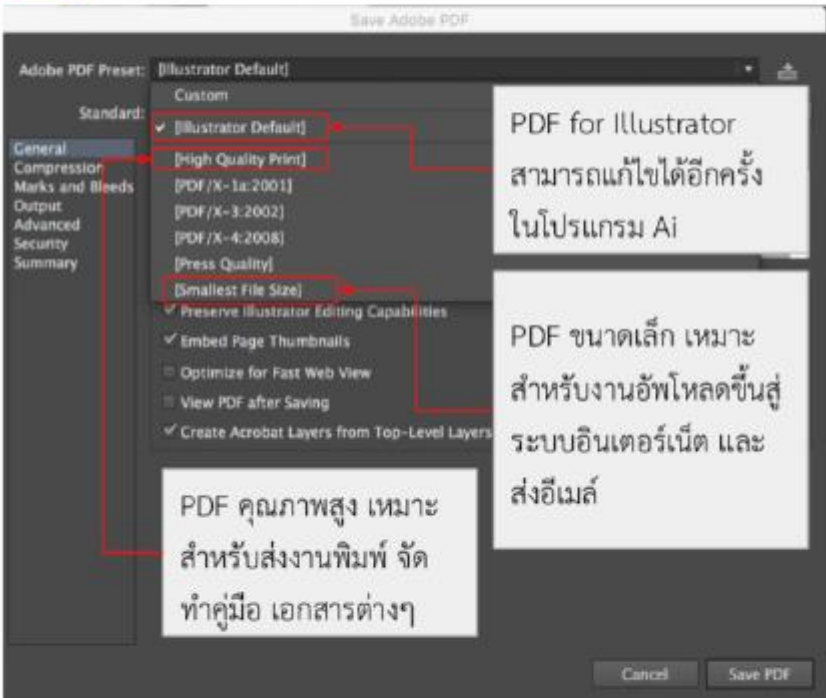 Save Adobe PDF
Adobe PDF Preset: [Illustrator Default]
Custom
Standard:
✓ [Illustrator Default]
[High Quality Print]
[PDF/X-1a:2001]
[PDF/X-3:2002]
[PDF/X-4:2008]
[Press Quality]
[Smallest File Size]
General
Compression
Marks and Bleeds
Output
Advanced
Security
Summary
✓ Preserve Illustrator Editing Capabilities
✓ Embed Page Thumbnails
Optimize for Fast Web View
View PDF after Saving
✓ Create Acrobat Layers from Top-Level Layers
PDF for Illustrator
สามารถแก้ไขได้อีกครั้ง
ในโปรแกรม Ai
PDF ขนาดเล็ก เหมาะ
สำหรับงานอัพโหลดขึ้นสู่
ระบบอินเตอร์เน็ต และ
ส่งอีเมล์
PDF คุณภาพสูง เหมาะ
สำหรับส่งงานพิมพ์ จัด
ทำคู่มือ เอกสารต่างๆ
Cancel
Save PDF